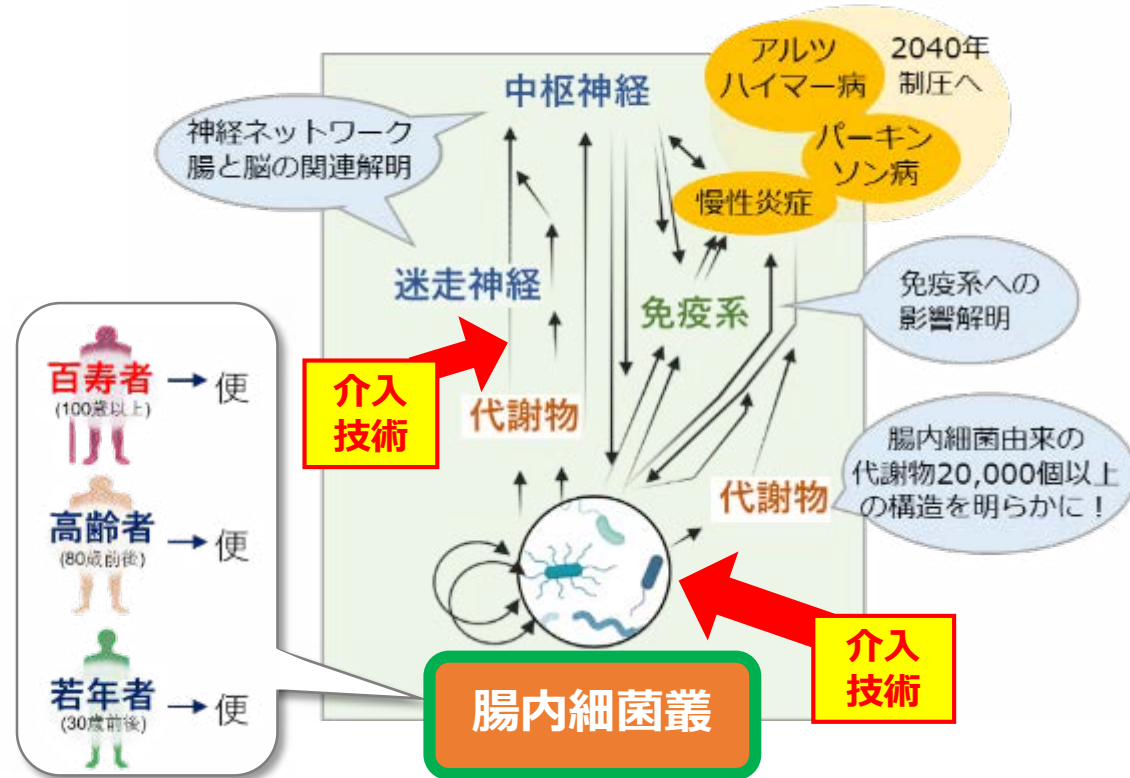 アルツ
ハイマー病
2040年
制圧へ
パーキン
ソン病
慢性炎症
中枢神経
神経ネットワーク
腸と脳の関連解明
迷走神経
免疫系
免疫系への
影響解明
介入
技術
代謝物
代謝物
腸内細菌由来の
代謝物20,000個以上
の構造を明らかに！
百寿者
(100歳以上)
便
高齢者
(80歳前後)
便
若年者
(30歳前後)
便
介入
技術
腸内細菌叢